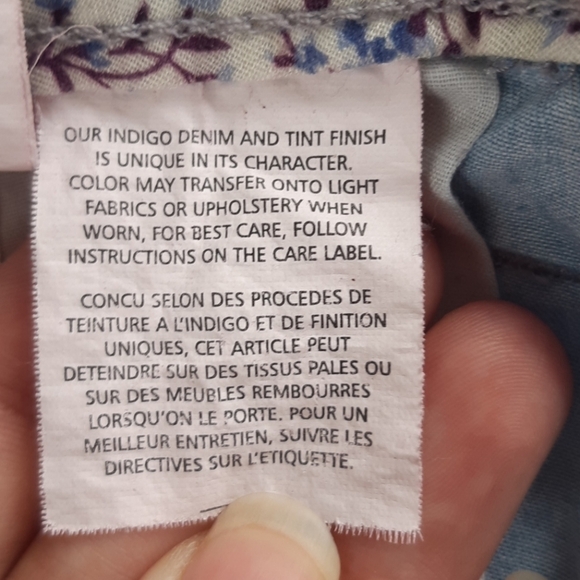 OUR INDIGO DENIM AND TINT FINISH
IS UNIQUE IN ITS CHARACTER.
COLOR MAY TRANSFER ONTO LIGHT
FABRICS OR UPHOLSTERY WHEN
WORN, FOR BEST CARE, FOLLOW
INSTRUCTIONS ON THE CARE LABEL.
CONCU SELON DES PROCEDES DE
TEINTURE A L'INDIGO ET DE FINITION
UNIQUES, CET ARTICLE PEUT
DETEINDRE SUR DES TISSUS PALES OU
SUR DES MEUBLES REMBOURRES
LORSQU'ON LE PORTE. POUR UN
MEILLEUR ENTRETIEN, SUIVRE LES
DIRECTIVES SUR L'ETIQUETTE.